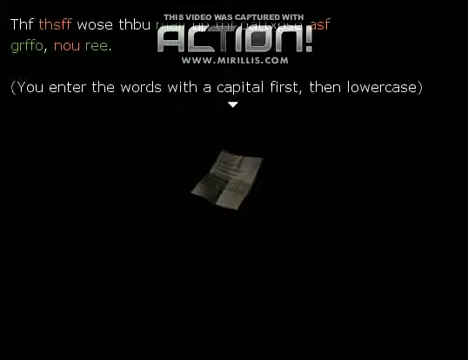 THIS VIDEO WAS CAPTURED WITH
ACTION!
WWW.MIRILLIS.COM
Thf thsff wose thbu asf
grffo, nou ree.
(You enter the words with a capital first, then lowercase)